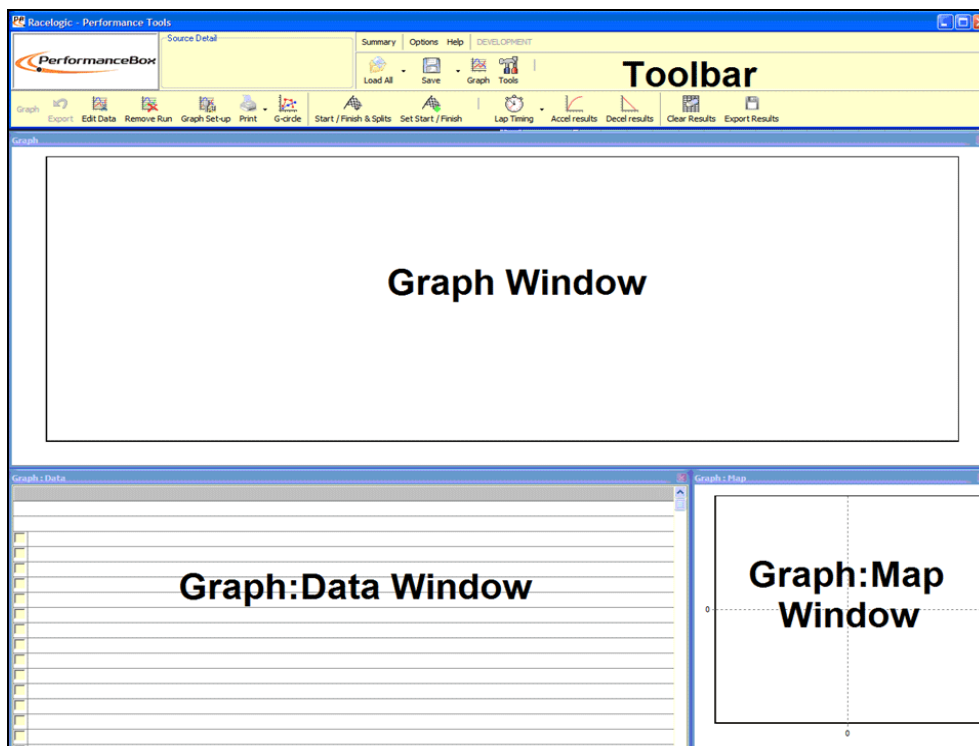 Racelogic - Performance Tools
PerformanceBox
Source Detail
Summary Options Help DEVELOPMENT
Load All Save Graph Tools
Toolbar
Graph Export Edit Data Remove Run Graph Set-up Print G-circle Start / Finish & Splits Set Start / Finish Lap Timing Accel results Decel results Clear Results Export Results
Graph
Graph Window
Graph : Data
Graph:Data Window
Graph : Map
Graph:Map
Window
0
0